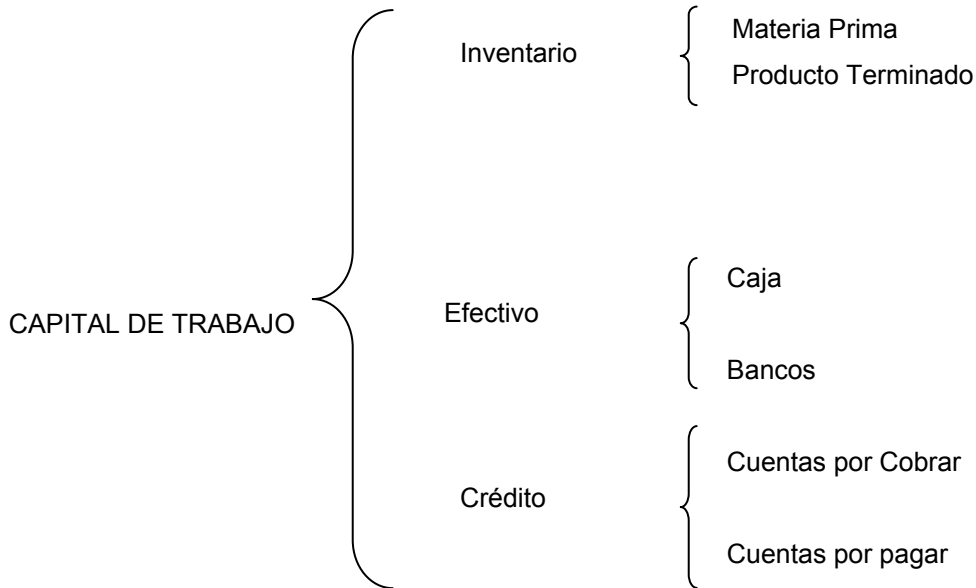 CAPITAL DE TRABAJO
Inventario
Materia Prima
Producto Terminado
Efectivo
Caja
Bancos
Crédito
Cuentas por Cobrar
Cuentas por pagar